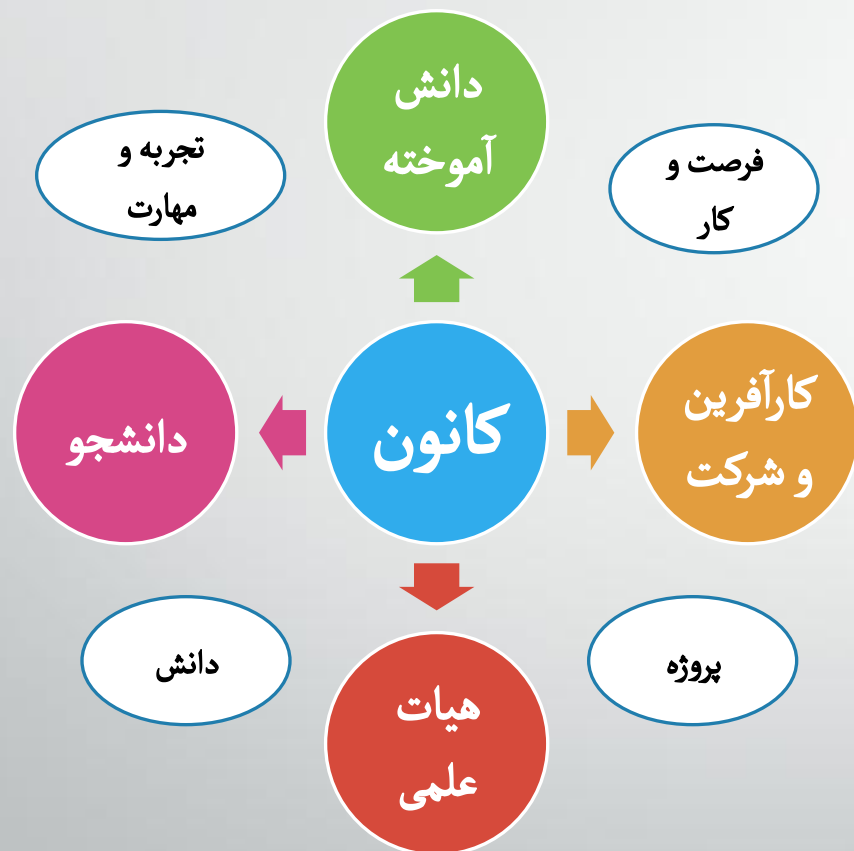 دانش
آموخته
فرصت و
کار
تجربه و
مهارت
کارآفرین
و شرکت
کانون
دانشجو
پروژه
دانش
هیات
علمی